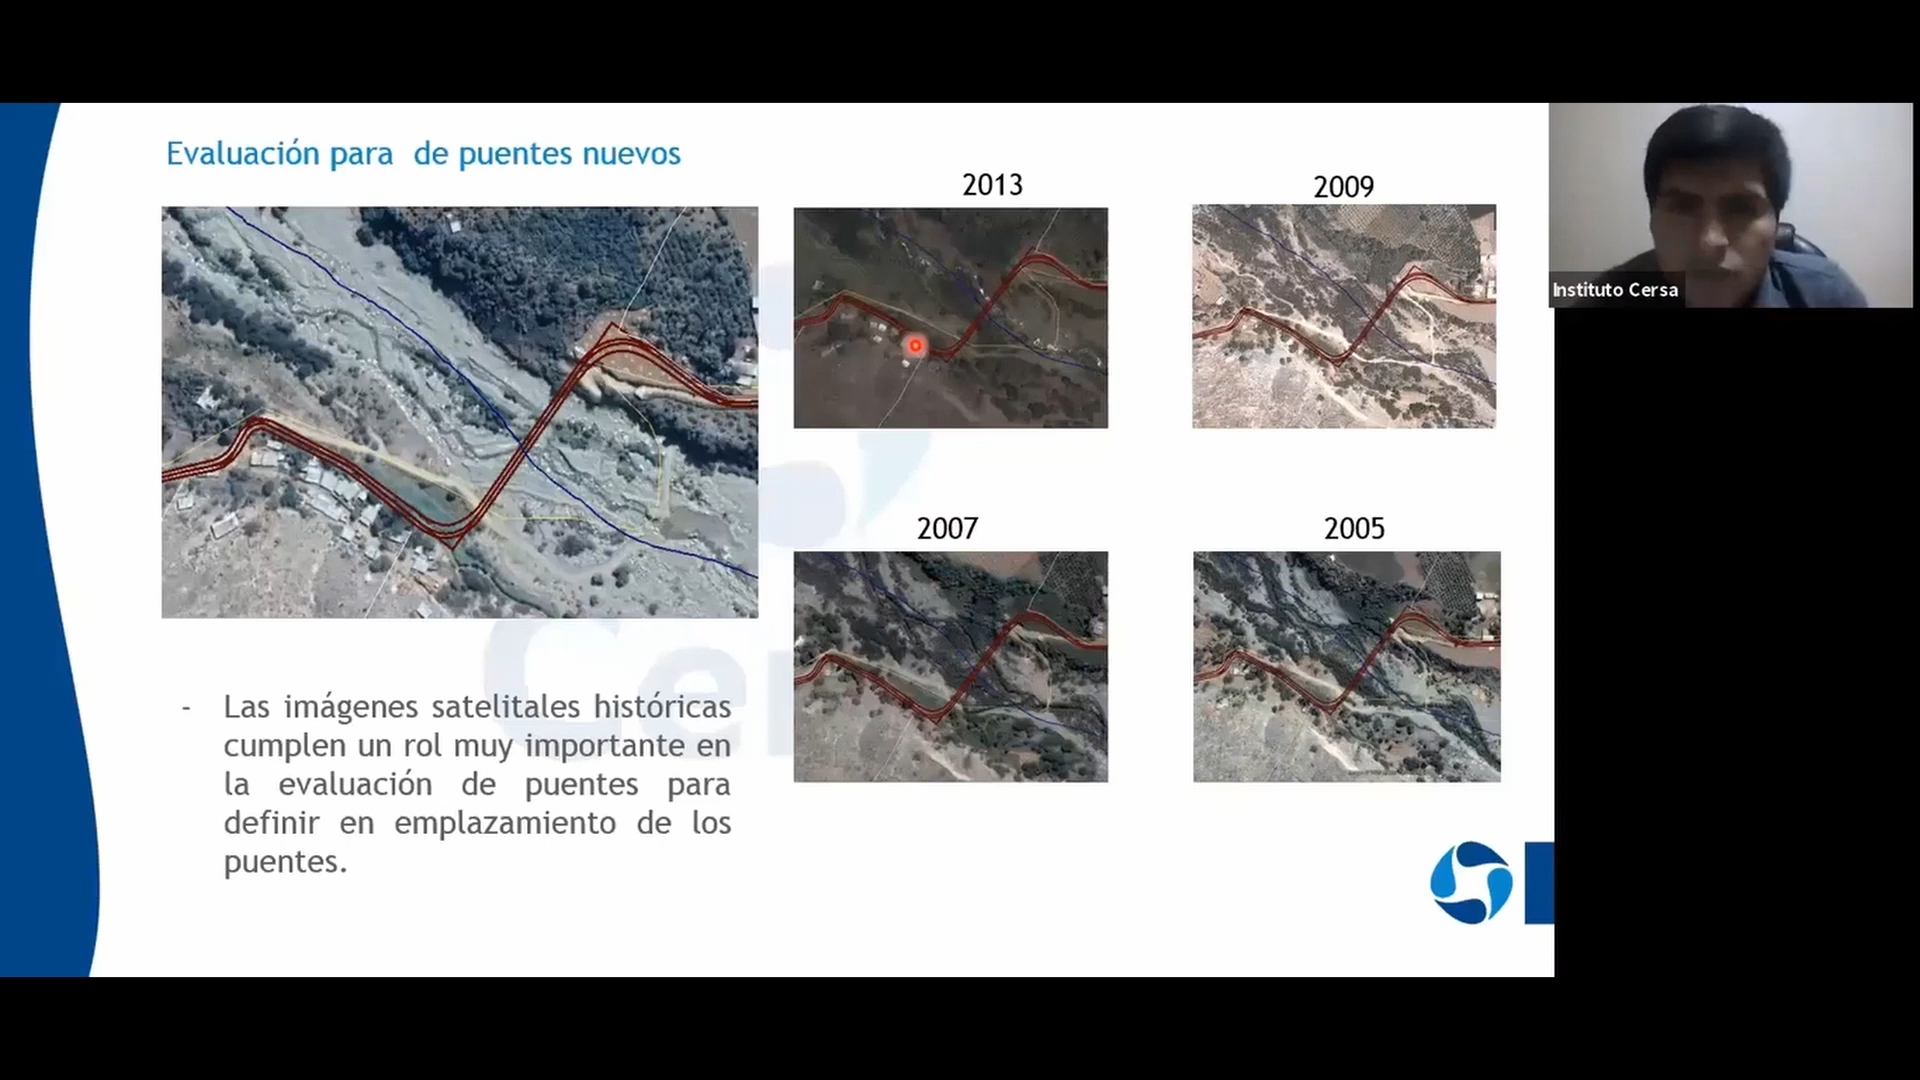 Evaluación para  de puentes nuevos
2013
2009
Instituto Cersa
2007
2005
- Las imágenes satelitales históricas
cumplen un rol muy importante en
la evaluación de puentes para
definir en emplazamiento de los
puentes.